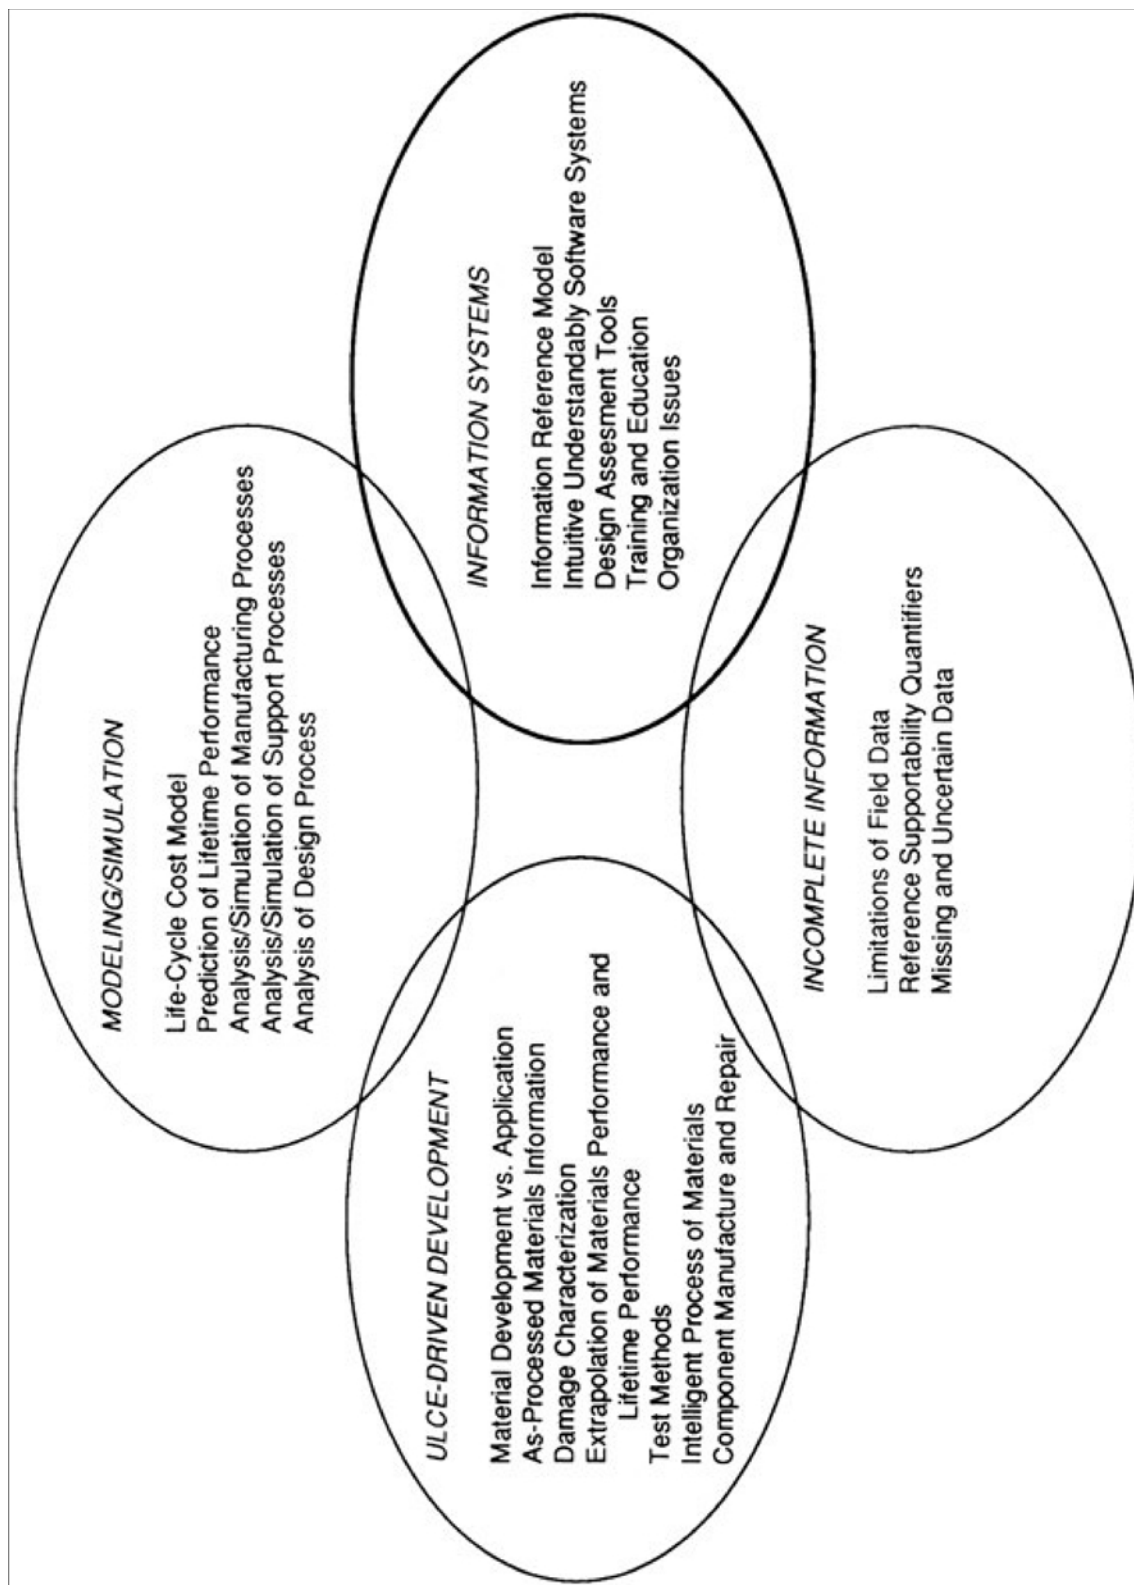 MODELING/SIMULATION
Life-Cycle Cost Model
Prediction of Lifetime Performance
Analysis/Simulation of Manufacturing Processes
Analysis/Simulation of Support Processes
Analysis of Design Process
ULCE-DRIVEN DEVELOPMENT
Material Development vs. Application
As-Processed Materials Information
Damage Characterization
Extrapolation of Materials Performance and
Lifetime Performance
Test Methods
Intelligent Process of Materials
Component Manufacture and Repair
INFORMATION SYSTEMS
Information Reference Model
Intuitive Understandably Software Systems
Design Assesment Tools
Training and Education
Organization Issues
INCOMPLETE INFORMATION
Limitations of Field Data
Reference Supportability Quantifiers
Missing and Uncertain Data